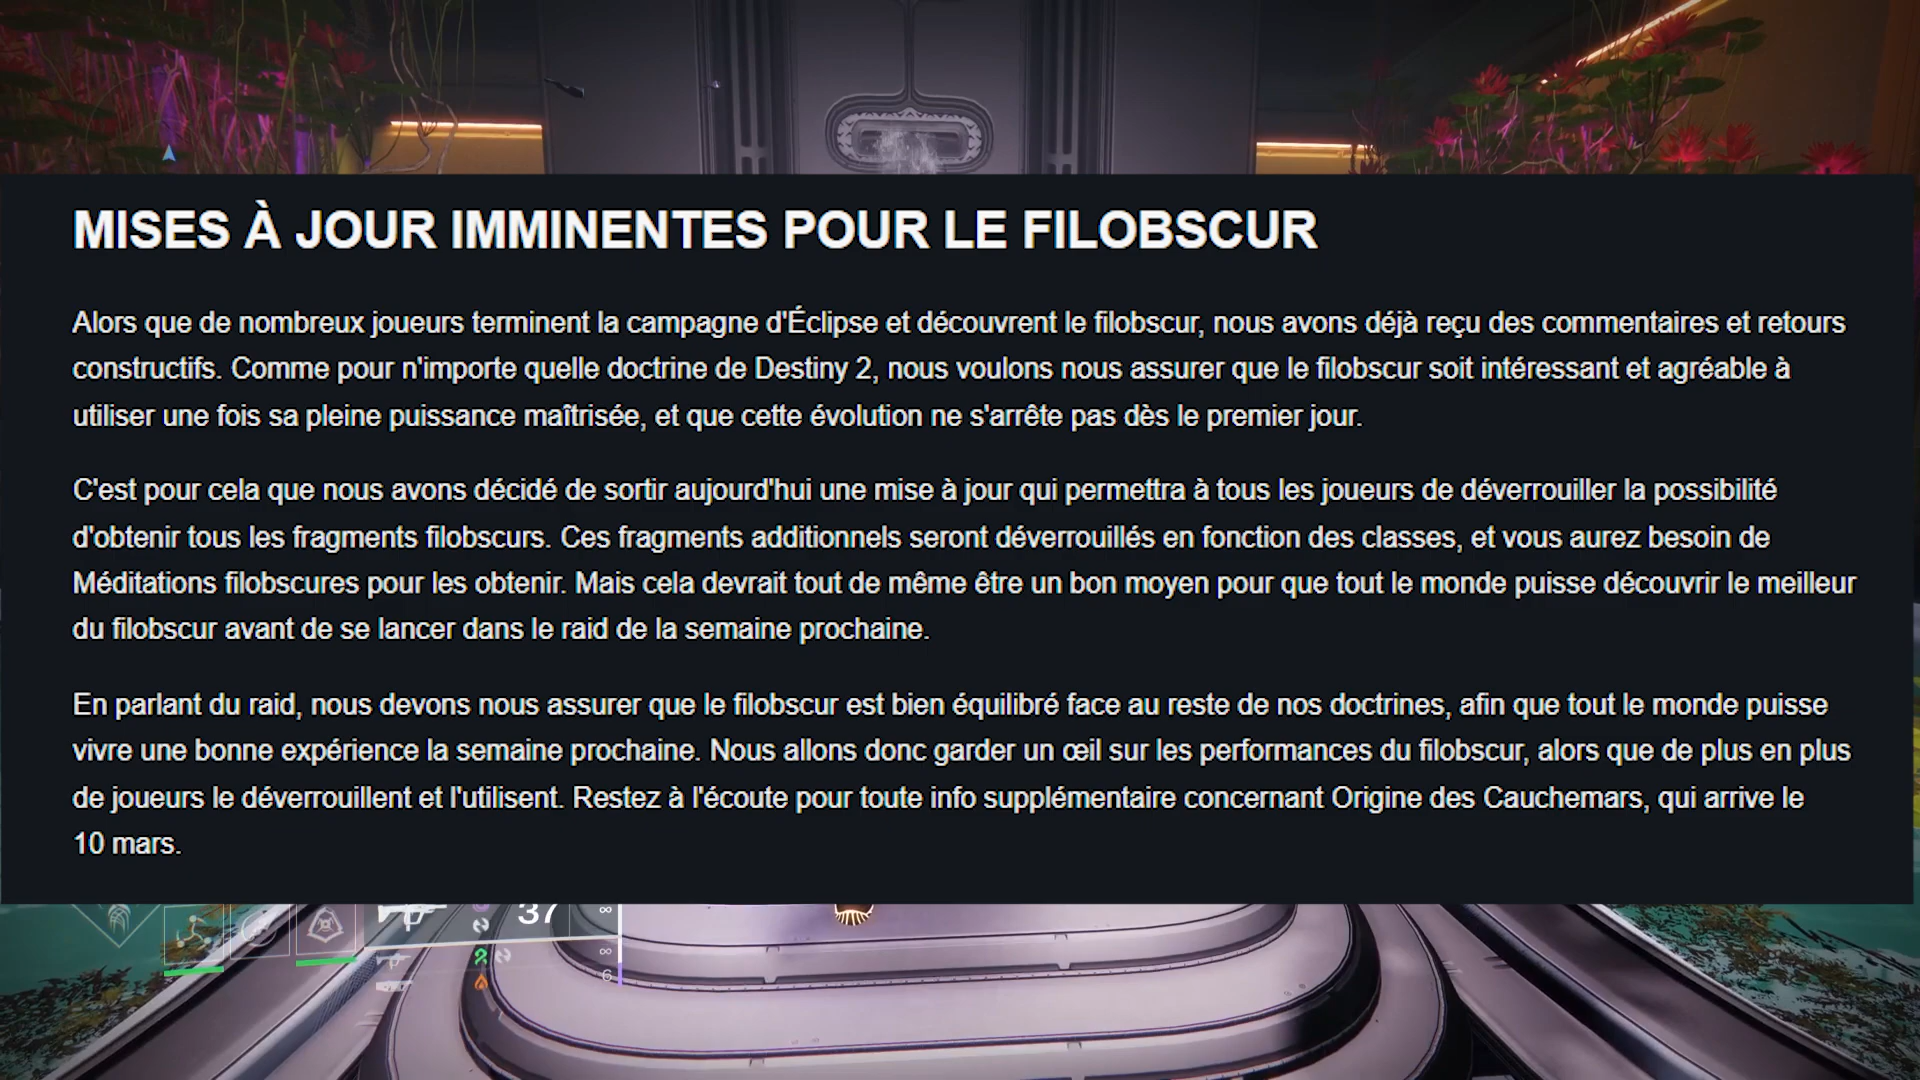 MISES À JOUR IMMINENTES POUR LE FILOBSCUR
Alors que de nombreux joueurs terminent la campagne d'Éclipse et découvrent le filobscur, nous avons déjà reçu des commentaires et retours
constructifs. Comme pour n'importe quelle doctrine de Destiny 2, nous voulons nous assurer que le filobscur soit intéressant et agréable à
utiliser une fois sa pleine puissance maîtrisée, et que cette évolution ne s'arrête pas dès le premier jour.
C'est pour cela que nous avons décidé de sortir aujourd'hui une mise à jour qui permettra à tous les joueurs de déverrouiller la possibilité
d'obtenir tous les fragments filobscurs. Ces fragments additionnels seront déverrouillés en fonction des classes, et vous aurez besoin de
Méditations filobscures pour les obtenir. Mais cela devrait tout de même être un bon moyen pour que tout le monde puisse découvrir le meilleur
du filobscur avant de se lancer dans le raid de la semaine prochaine.
En parlant du raid, nous devons nous assurer que le filobscur est bien équilibré face au reste de nos doctrines, afin que tout le monde puisse
vivre une bonne expérience la semaine prochaine. Nous allons donc garder un œil sur les performances du filobscur, alors que de plus en plus
de joueurs le déverrouillent et l'utilisent. Restez à l'écoute pour toute info supplémentaire concernant Origine des Cauchemars, qui arrive le
10 mars.
37 ∞
∞
6